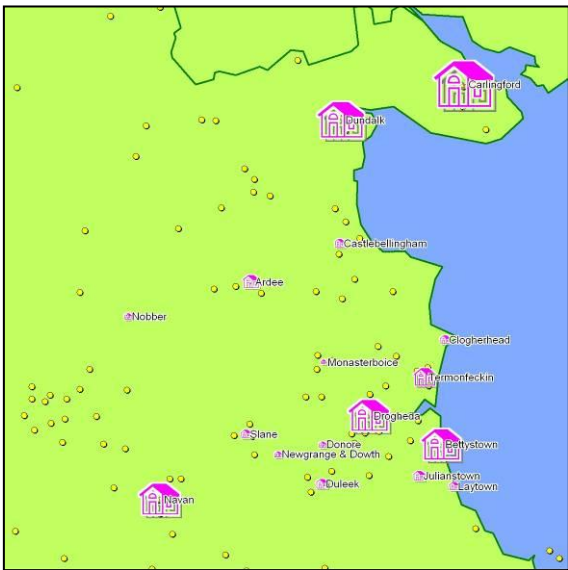 Carlingford
Dundalk
Castlebellingham
Ardee
Nobber
Clogherhead
Monasterboice
Termonfeckin
Drogheda
Slane
Donore
Bettystown
Newgrange & Dowth
Julianstown
Duleek
Laytown
Navan